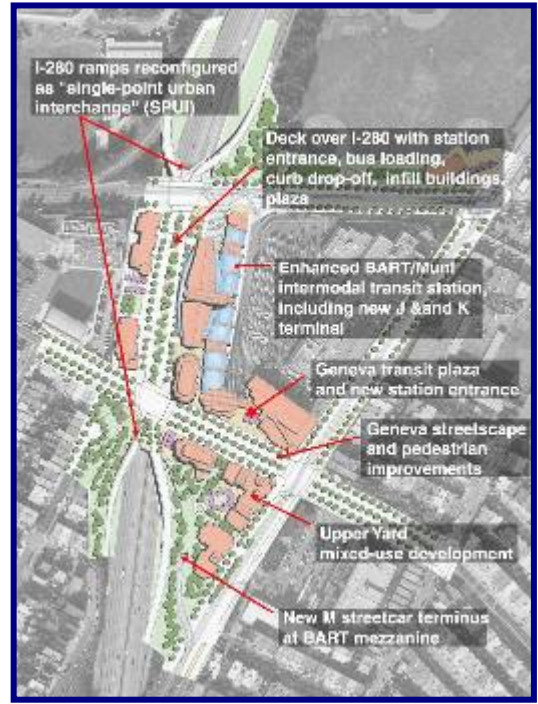 I-280 ramps reconfigured
as "single-point urban
interchange" (SPUI)
Deck over I-280 with station
entrance, bus loading,
curb drop-off, infill buildings,
plaza
Enhanced BART/Muni
intermodal transit station,
including new J &and K
terminal
Geneva transit plaza
and new station entrance
Geneva streetscape
and pedestrian
improvements
Upper Yard
mixed-use development
New M streetcar terminus
at BART mezzanine